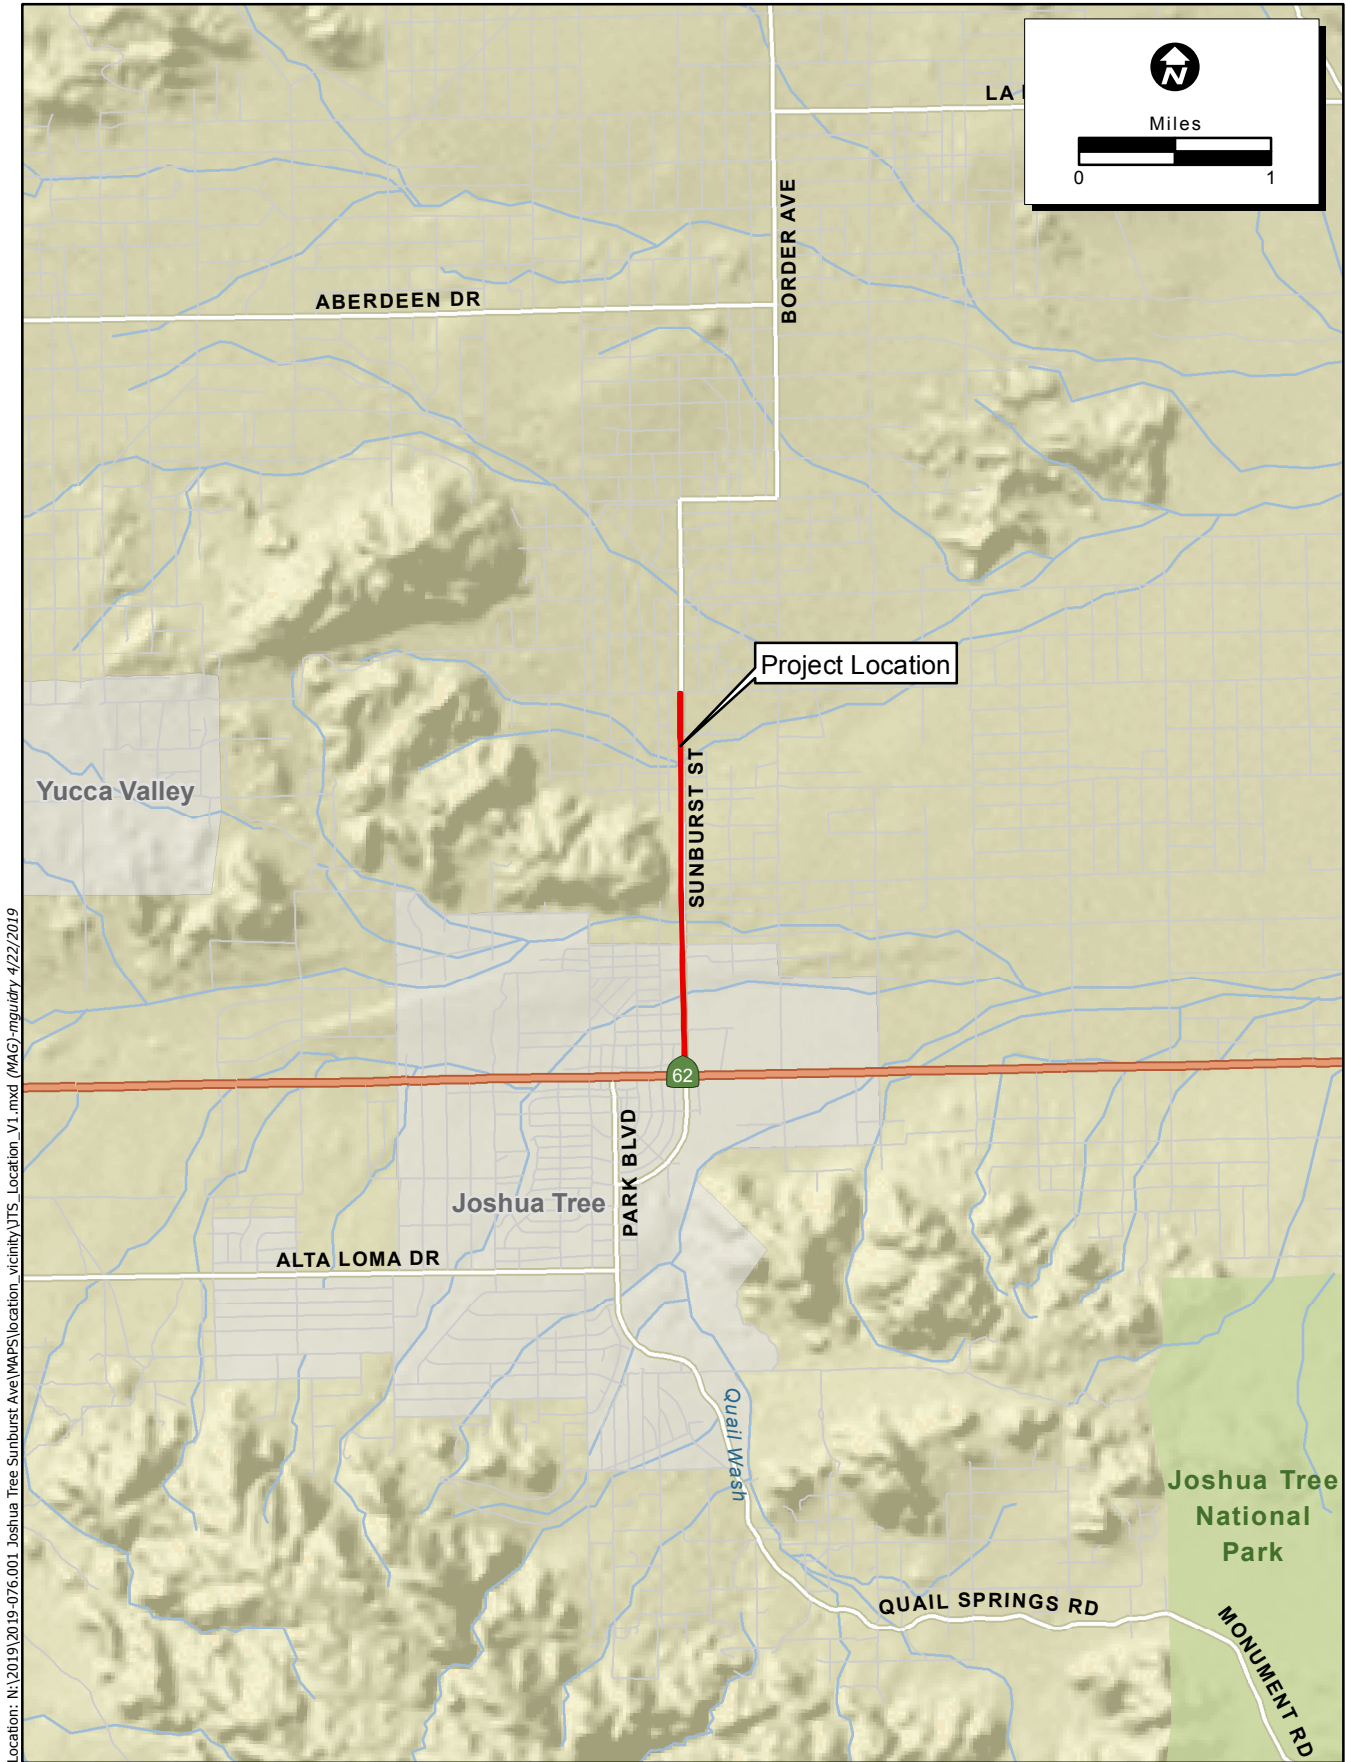 LA
Miles
0 1
BORDER AVE
ABERDEEN DR
Project Location
SUNBURST ST
Yucca Valley
62
PARK BLVD
Joshua Tree
ALTA LOMA DR
Quail Wash
Joshua Tree
National
Park
QUAIL SPRINGS RD
MONUMENT RD
Location: N:\2019\2019-076.001 Joshua Tree Sunburst Ave\MAPS\location_vicinity\JTS_Location_V1.mxd (MAG)-mguidry 4/22/2019
N